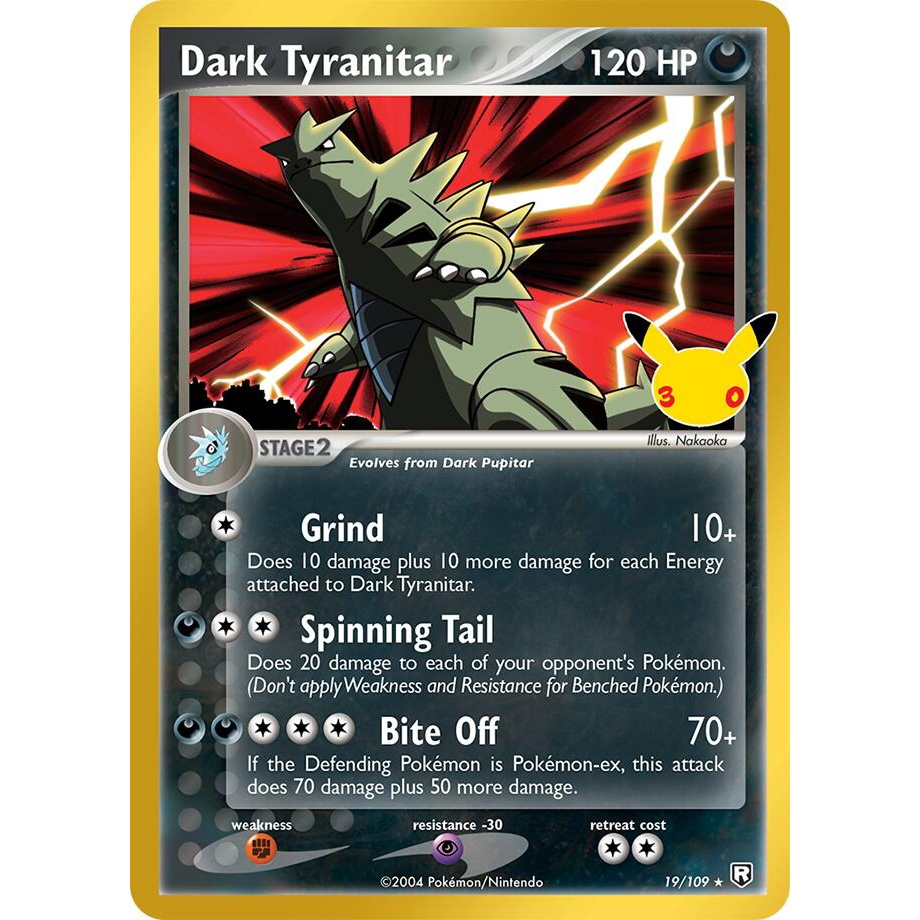 Dark Tyranitar 120 HP
30
STAGE2
Illus. Nakaoka
Evolves from Dark Pupitar
Grind 10+
Does 10 damage plus 10 more damage for each Energy
attached to Dark Tyranitar.
Spinning Tail
Does 20 damage to each of your opponent's Pokémon.
(Don't apply Weakness and Resistance for Benched Pokémon.)
Bite Off 70+
If the Defending Pokémon is Pokémon-ex, this attack
does 70 damage plus 50 more damage.
weakness resistance -30 retreat cost
©2004 Pokémon/Nintendo
19/109 ★ R